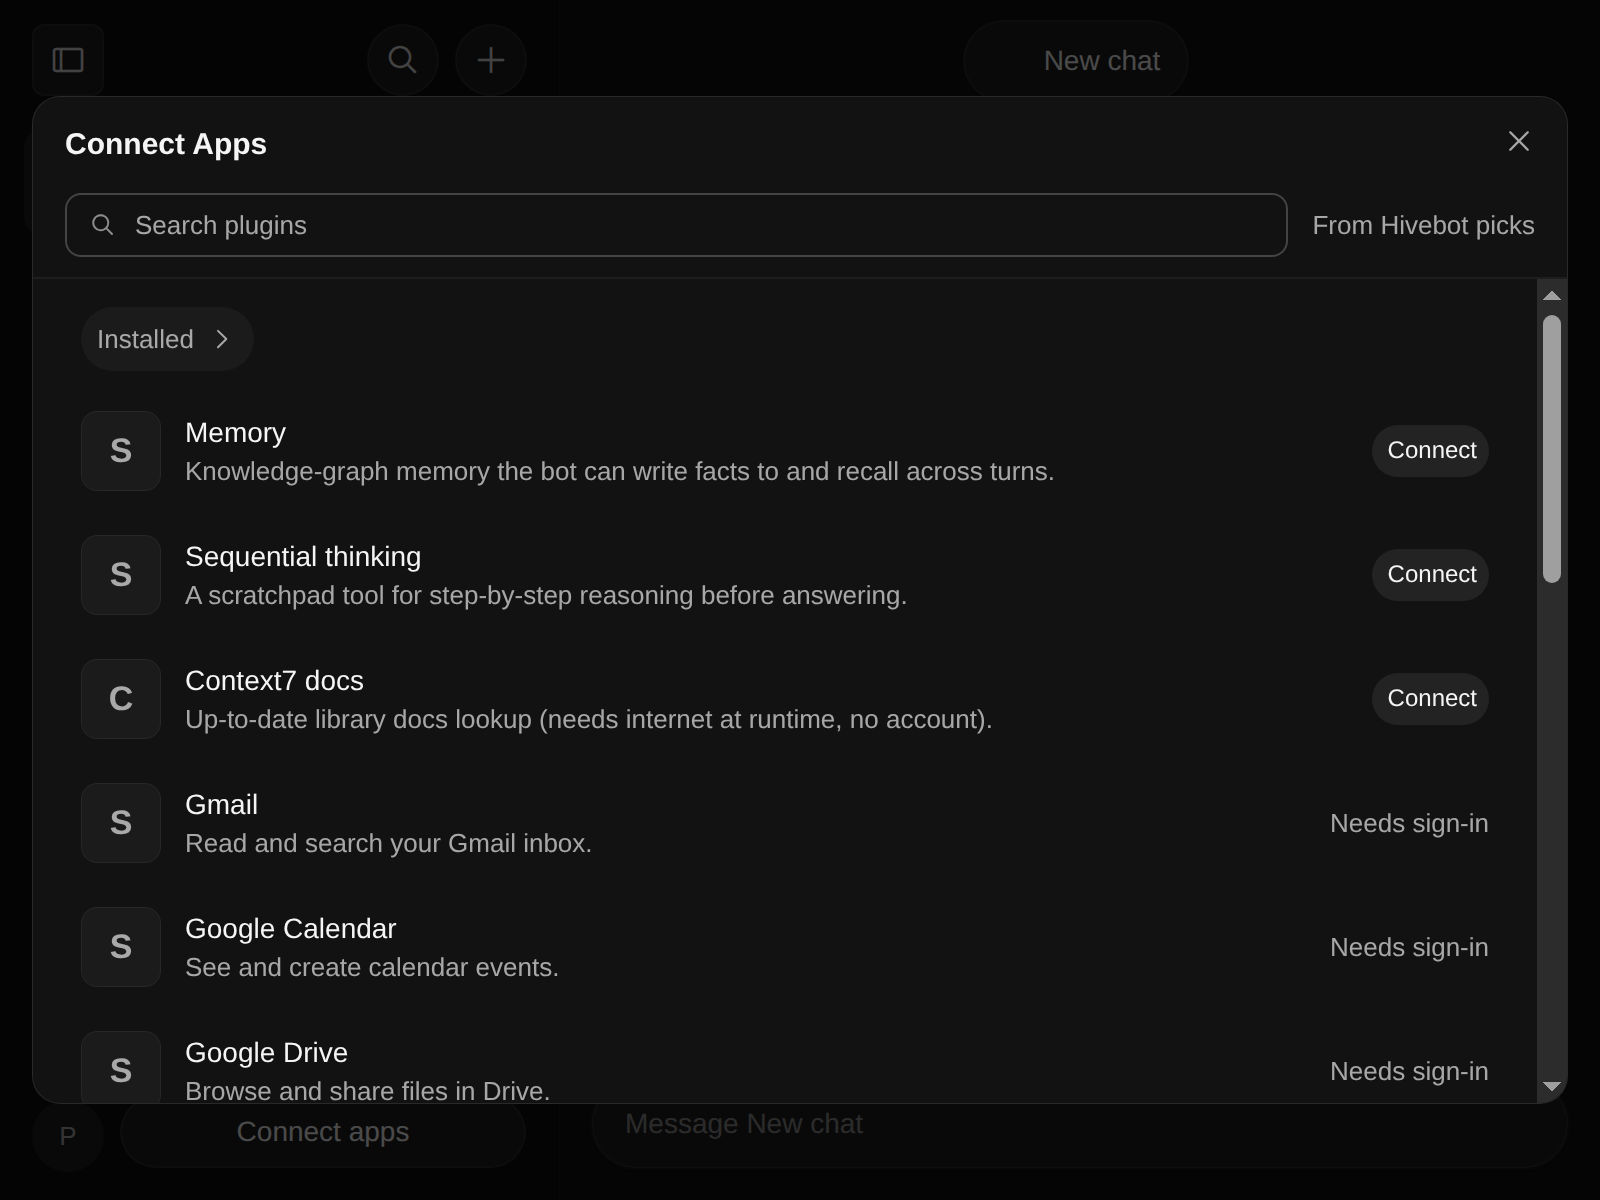 New chat
Connect Apps
Search plugins
From Hivebot picks
Installed
S
Memory
Knowledge-graph memory the bot can write facts to and recall across turns.
Connect
S
Sequential thinking
A scratchpad tool for step-by-step reasoning before answering.
Connect
C
Context7 docs
Up-to-date library docs lookup (needs internet at runtime, no account).
Connect
S
Gmail
Read and search your Gmail inbox.
Needs sign-in
S
Google Calendar
See and create calendar events.
Needs sign-in
S
Google Drive
Browse and share files in Drive.
Needs sign-in
P
Connect apps
Message New chat